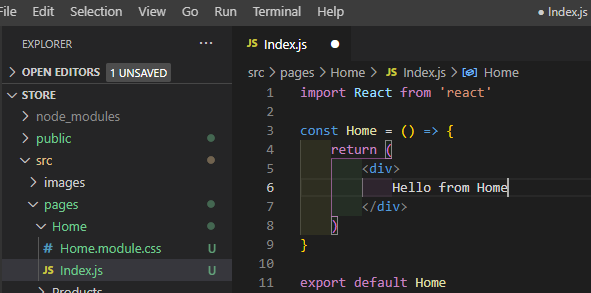 File Edit Selection View Go Run Terminal Help ● Index.js
EXPLORER ···
OPEN EDITORS 1 UNSAVED
STORE
node_modules
public
src
images
pages
Home
# Home.module.css U
JS Index.js U
Products
JS Index.js ●
src > pages > Home > JS Index.js > Home
1 import React from 'react'
2
3 const Home = () => {
4 return (
5 <div>
6 Hello from Home
7 </div>
8 )
9 }
10
11 export default Home